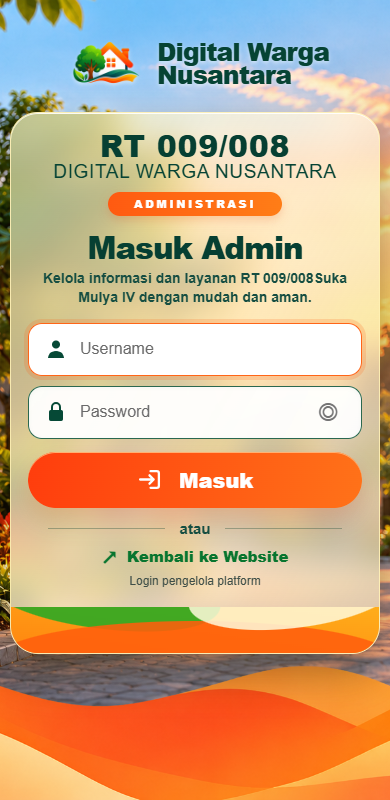 Digital Warga
Nusantara
RT 009/008
DIGITAL WARGA NUSANTARA
ADMINISTRASI
Masuk Admin
Kelola informasi dan layanan RT 009/008Suka
Mulya IV dengan mudah dan aman.
Username
Password
Masuk
atau
↗ Kembali ke Website
Login pengelola platform